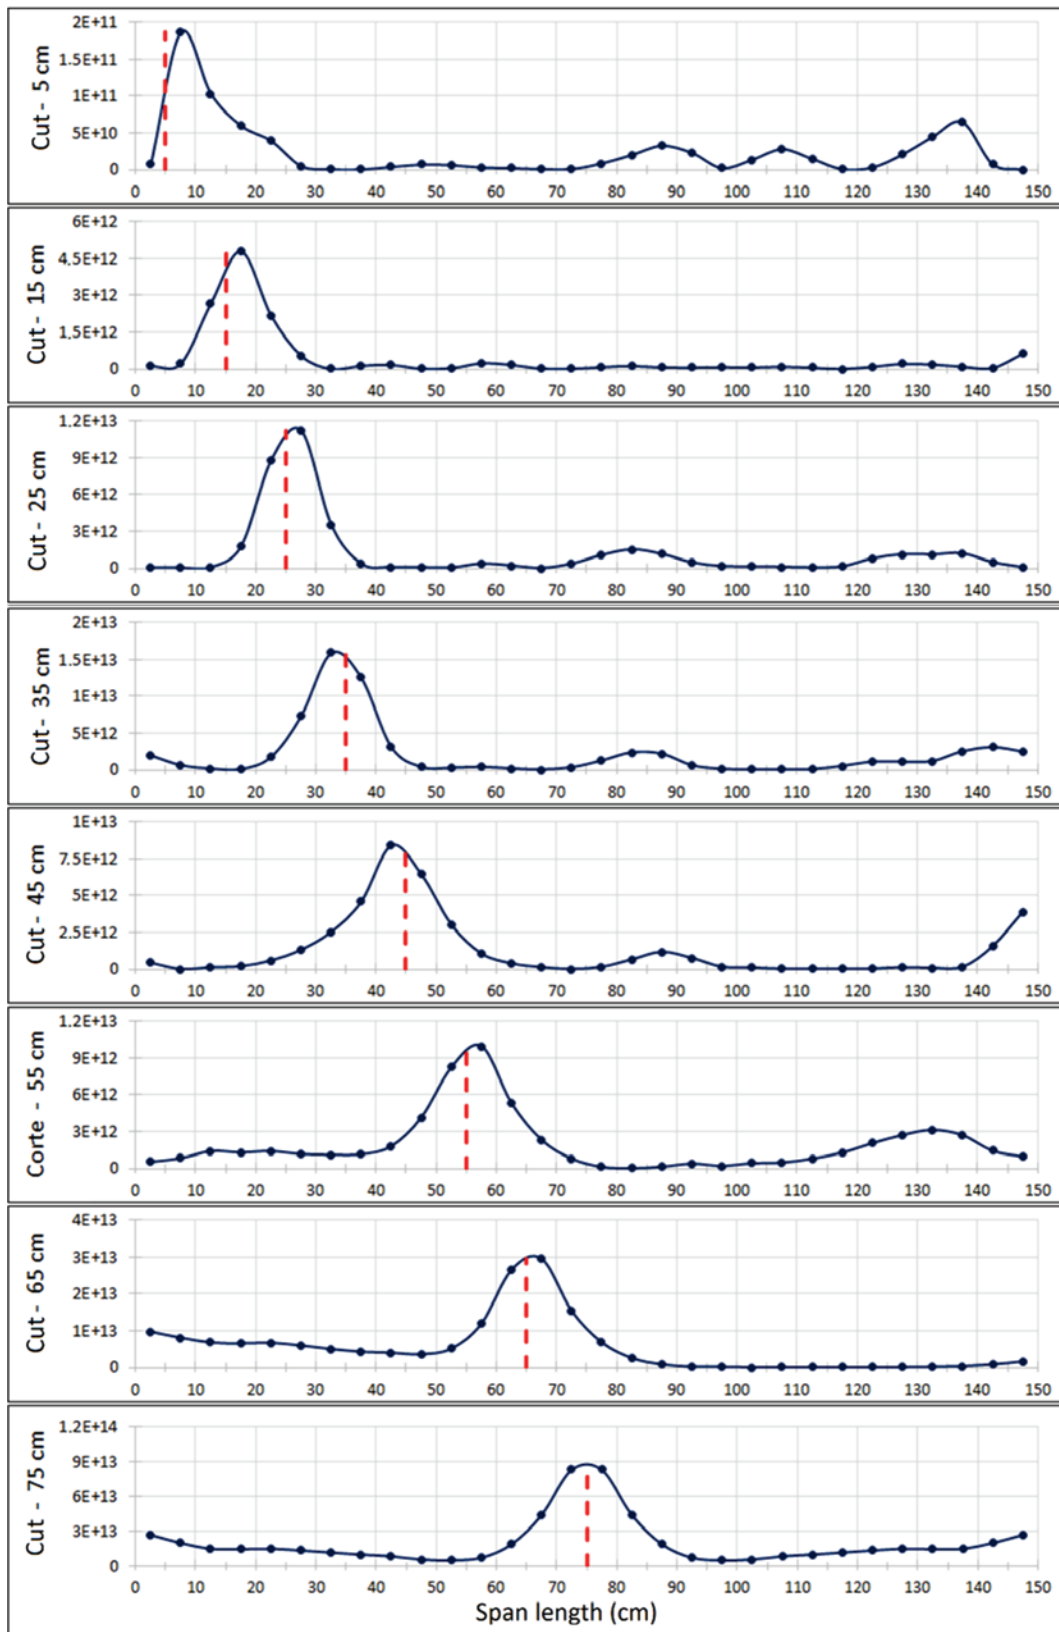 Cut - 5 cm
2E+11
1.5E+11
1E+11
5E+10
0
0 10 20 30 40 50 60 70 80 90 100 110 120 130 140 150
Cut - 15 cm
6E+12
4.5E+12
3E+12
1.5E+12
0
0 10 20 30 40 50 60 70 80 90 100 110 120 130 140 150
Cut - 25 cm
1.2E+13
9E+12
6E+12
3E+12
0
0 10 20 30 40 50 60 70 80 90 100 110 120 130 140 150
Cut - 35 cm
2E+13
1.5E+13
1E+13
5E+12
0
0 10 20 30 40 50 60 70 80 90 100 110 120 130 140 150
Cut - 45 cm
1E+13
7.5E+12
5E+12
2.5E+12
0
0 10 20 30 40 50 60 70 80 90 100 110 120 130 140 150
Corte - 55 cm
1.2E+13
9E+12
6E+12
3E+12
0
0 10 20 30 40 50 60 70 80 90 100 110 120 130 140 150
Cut - 65 cm
4E+13
3E+13
2E+13
1E+13
0
0 10 20 30 40 50 60 70 80 90 100 110 120 130 140 150
Cut - 75 cm
1.2E+14
9E+13
6E+13
3E+13
0
0 10 20 30 40 50 60 70 80 90 100 110 120 130 140 150
Span length (cm)